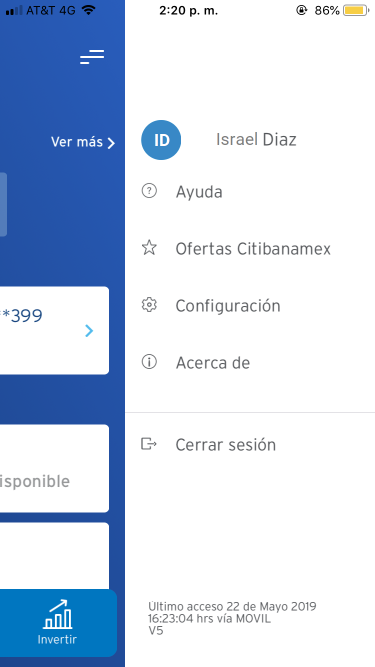 AT&T 4G 2:20 p. m. 86%
Ver más
ID Israel Diaz
Ayuda
Ofertas Citibanamex
**399
Configuración
Acerca de
Cerrar sesión
isponible
Último acceso 22 de Mayo 2019
16:23:04 hrs vía MOVIL
V5
Invertir